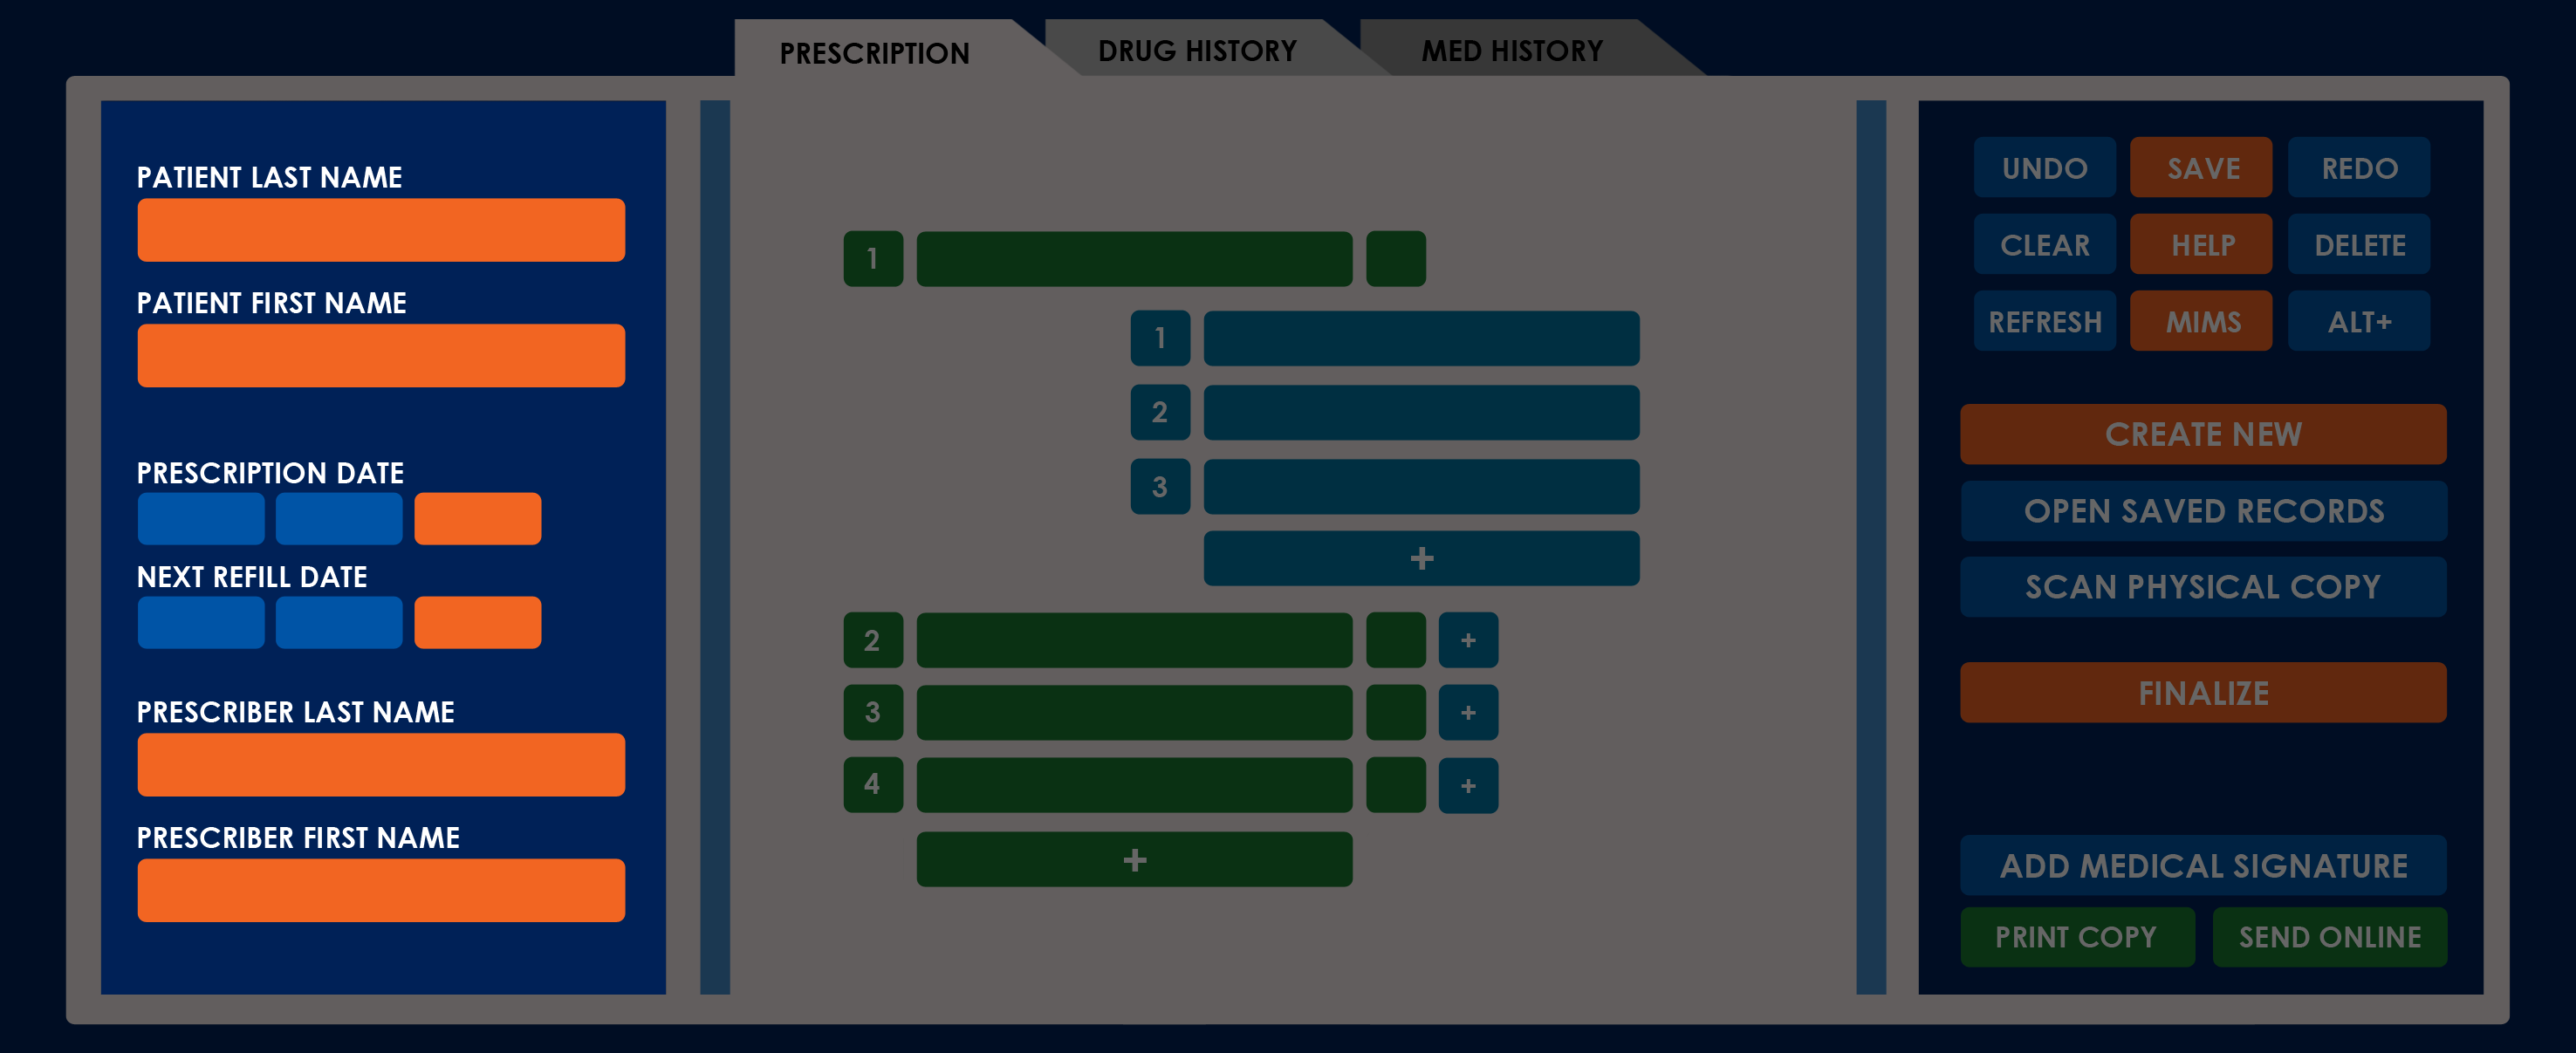 PRESCRIPTION
DRUG HISTORY
MED HISTORY
PATIENT LAST NAME
PATIENT FIRST NAME
PRESCRIPTION DATE
NEXT REFILL DATE
PRESCRIBER LAST NAME
PRESCRIBER FIRST NAME
1
1
2
3
+
2 +
3 +
4 +
+
UNDO SAVE REDO
CLEAR HELP DELETE
REFRESH MIMS ALT+
CREATE NEW
OPEN SAVED RECORDS
SCAN PHYSICAL COPY
FINALIZE
ADD MEDICAL SIGNATURE
PRINT COPY SEND ONLINE